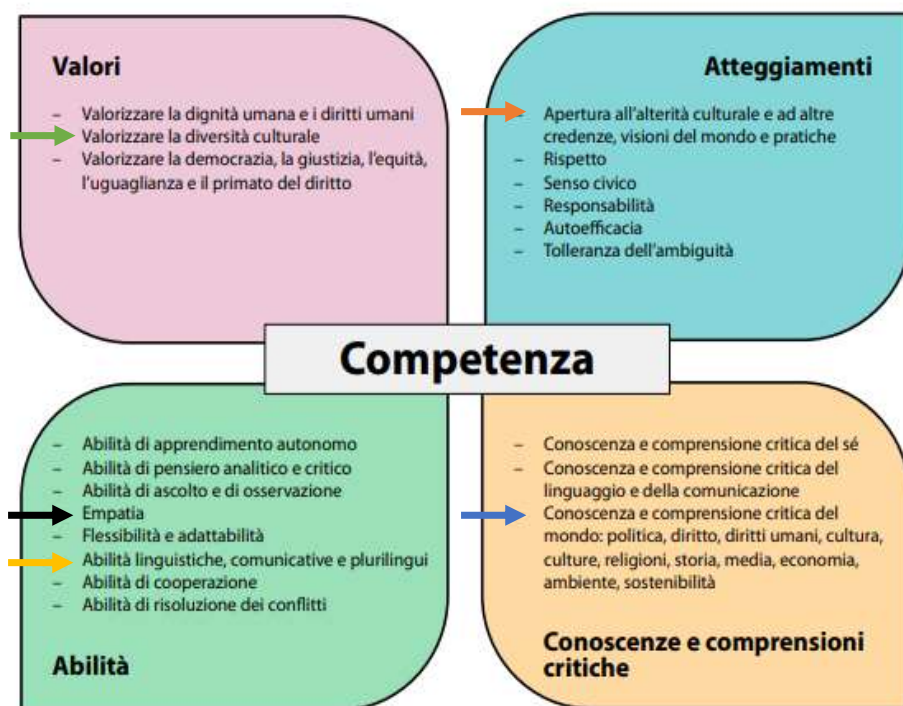 Valori
– Valorizzare la dignità umana e i diritti umani
Valorizzare la diversità culturale
– Valorizzare la democrazia, la giustizia, l'equità,
l'uguaglianza e il primato del diritto
Atteggiamenti
– Apertura all'alterità culturale e ad altre
credenze, visioni del mondo e pratiche
– Rispetto
– Senso civico
– Responsabilità
– Autoefficacia
– Tolleranza dell'ambiguità
Competenza
– Abilità di apprendimento autonomo
– Abilità di pensiero analitico e critico
– Abilità di ascolto e di osservazione
Empatia
– Flessibilità e adattabilità
Abilità linguistiche, comunicative e plurilingui
– Abilità di cooperazione
– Abilità di risoluzione dei conflitti
Abilità
– Conoscenza e comprensione critica del sé
– Conoscenza e comprensione critica del
linguaggio e della comunicazione
Conoscenza e comprensione critica del
mondo: politica, diritto, diritti umani, cultura,
culture, religioni, storia, media, economia,
ambiente, sostenibilità
Conoscenze e comprensioni
critiche